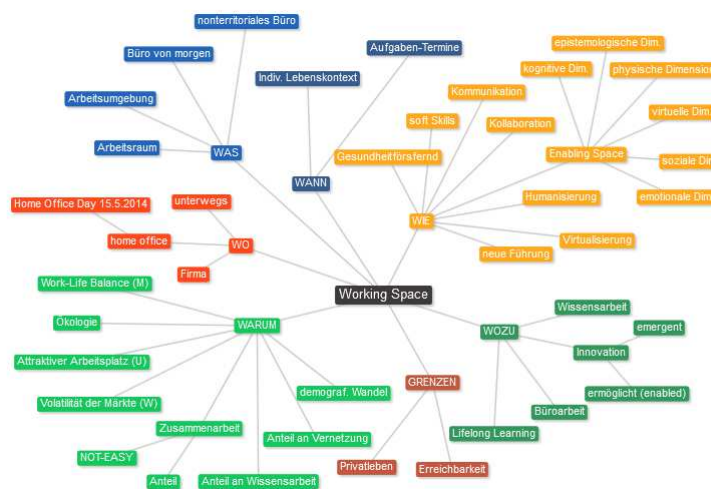 nonterritoriales Büro
Büro von morgen
Arbeitsumgebung
Arbeitsraum
WAS
Aufgaben-Termine
Indiv. Lebenskontext
WANN
epistemologische Dim.
kognitive Dim.
physische Dimension
virtuelle Dim.
Enabling Space
soziale Dim
emotionale Dim.
Kommunikation
soft Skills
Kollaboration
Gesundheitförsfernd
Humanisierung
WIE
Virtualisierung
neue Führung
Home Office Day 15.5.2014
unterwegs
home office
WO
Firma
Working Space
Work-Life Balance (M)
Ökologie
WARUM
Attraktiver Arbeitsplatz (U)
Volatilität der Märkte (W)
demograf. Wandel
Zusammenarbeit
Anteil an Vernetzung
NOT-EASY
Anteil
Anteil an Wissensarbeit
GRENZEN
Privatleben
Erreichbarkeit
Wissensarbeit
WOZU
emergent
Innovation
ermöglicht (enabled)
Büroarbeit
Lifelong Learning